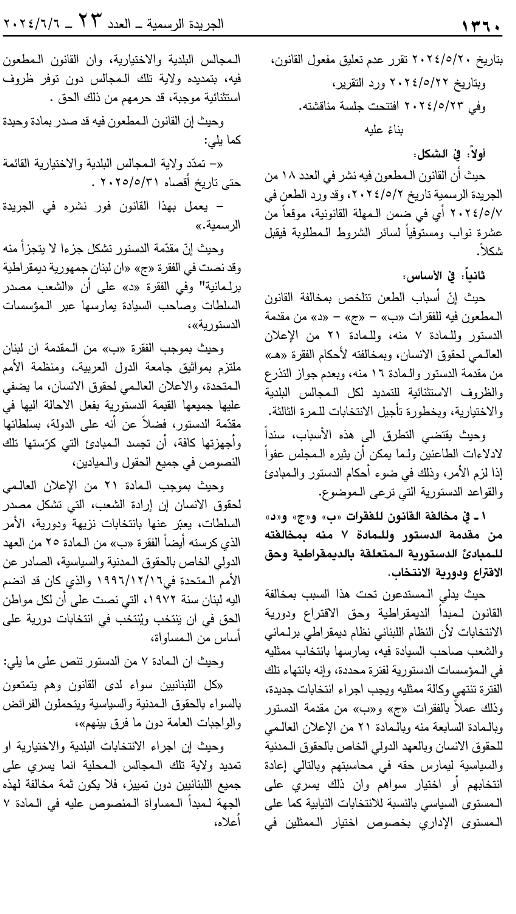 ١٣٦٠
الجريدة الرسمية ـ العدد ٢٣ ـ ٢٠٢٤/٦/٦
بتاريخ ٢٠٢٤/٥/٢٠ تقرر عدم تعليق مفعول القانون،
وبتاريخ ٢٠٢٤/٥/٢٢ ورد التقرير،
وفي ٢٠٢٤/٥/٢٣ افتتحت جلسة مناقشته.
بناءً عليه
أولاً: في الشكل:
حيث أن القانون المطعون فيه نشر في العدد ١٨ من
الجريدة الرسمية تاريخ ٢٠٢٤/٥/٢، وقد ورد الطعن في
٢٠٢٤/٥/٧ أي في ضمن المهلة القانونية، موقعاً من
عشرة نواب ومستوفياً لسائر الشروط المطلوبة فيقبل
شكلاً.
ثانياً: في الأساس:
حيث إنّ أسباب الطعن تتلخص بمخالفة القانون
المطعون فيه للفقرات «ب» – «ج» – «د» من مقدمة
الدستور وللمادة ٧ منه، وللمادة ٢١ من الإعلان
العالمي لحقوق الانسان، وبمخالفته لأحكام الفقرة «هـ»
من مقدمة الدستور والمادة ١٦ منه، وبعدم جواز التذرع
والظروف الاستثنائية للتمديد لكل المجالس البلدية
والاختيارية، وبخطورة تأجيل الانتخابات للمرة الثالثة.
وحيث يقتضي التطرق الى هذه الأسباب، سنداً
لادلاءات الطاعنين ولما يمكن أن يثيره المجلس عفواً
إذا لزم الأمر، وذلك في ضوء أحكام الدستور والمبادئ
والقواعد الدستورية التي ترعى الموضوع.
١ ـ في مخالفة القانون للفقرات «ب» و«ج» و«د»
من مقدمة الدستور وللمادة ٧ منه بمخالفته
للمبادئ الدستورية المتعلقة بالديمقراطية وحق
الاقتراع ودورية الانتخاب.
حيث يدلي المستدعون تحت هذا السبب بمخالفة
القانون لمبدأ الديمقراطية وحق الاقتراع ودورية
الانتخابات لأن النظام اللبناني نظام ديمقراطي برلماني
والشعب صاحب السيادة فيه، يمارسها بانتخاب ممثليه
في المؤسسات الدستورية لفترة محددة، وإنه بانتهاء تلك
الفترة تنتهي وكالة ممثليه ويجب اجراء انتخابات جديدة،
وذلك عملاً بالفقرات «ج» و«ب» من مقدمة الدستور
وبالمادة السابعة منه وبالمادة ٢١ من الإعلان العالمي
للحقوق الانسان وبالعهد الدولي الخاص بالحقوق المدنية
والسياسية ليمارس حقه في محاسبتهم وبالتالي إعادة
انتخابهم أو اختيار سواهم وان ذلك يسري على
المستوى السياسي بالنسبة للانتخابات النيابية كما على
المستوى الإداري بخصوص اختيار الممثلين في
المجالس البلدية والاختيارية، وان القانون المطعون
فيه، بتمديده ولاية تلك المجالس دون توفر ظروف
استثنائية موجبة، قد حرمهم من ذلك الحق .
وحيث إن القانون المطعون فيه قد صدر بمادة وحيدة
كما يلي:
«– تمدّد ولاية المجالس البلدية والاختيارية القائمة
حتى تاريخ أقصاه ٢٠٢٥/٥/٣١ .
– يعمل بهذا القانون فور نشره في الجريدة
الرسمية.»
وحيث إنّ مقدّمة الدستور تشكل جزءا لا يتجزأ منه
وقد نصت في الفقرة «ج» «ان لبنان جمهورية ديمقراطية
برلمانية" وفي الفقرة «د» على أن «الشعب مصدر
السلطات وصاحب السيادة يمارسها عبر المؤسسات
الدستورية»،
وحيث بموجب الفقرة «ب» من المقدمة ان لبنان
ملتزم بمواثيق جامعة الدول العربية، ومنظمة الأمم
المتحدة، والاعلان العالمي لحقوق الانسان، ما يضفي
عليها جميعها القيمة الدستورية بفعل الاحالة اليها في
مقدّمة الدستور، فضلاً عن أنه على الدولة، بسلطاتها
وأجهزتها كافة، أن تجسد المبادئ التي كرّستها تلك
النصوص في جميع الحقول والميادين،
وحيث بموجب المادة ٢١ من الإعلان العالمي
لحقوق الانسان إن إرادة الشعب، التي تشكل مصدر
السلطات، يعبّر عنها بانتخابات نزيهة ودورية، الأمر
الذي كرسته أيضاً الفقرة «ب» من المادة ٢٥ من العهد
الدولي الخاص بالحقوق المدنية والسياسية، الصادر عن
الأمم المتحدة في١٩٩٦/١٢/١٦ والذي كان قد انضم
اليه لبنان سنة ١٩٧٢، التي نصت على أن لكل مواطن
الحق في ان يَنتخب ويُنتخب في انتخابات دورية على
أساس من المساواة،
وحيث ان المادة ٧ من الدستور تنص على ما يلي:
«كل اللبنانيين سواء لدى القانون وهم يتمتعون
بالسواء بالحقوق المدنية والسياسية ويتحملون الفرائض
والواجبات العامة دون ما فرق بينهم»،
وحيث إن اجراء الانتخابات البلدية والاختيارية او
تمديد ولاية تلك المجالس المحلية انما يسري على
جميع اللبنانيين دون تمييز، فلا يكون ثمة مخالفة لهذه
الجهة لمبدأ المساواة المنصوص عليه في المادة ٧
أعلاه،